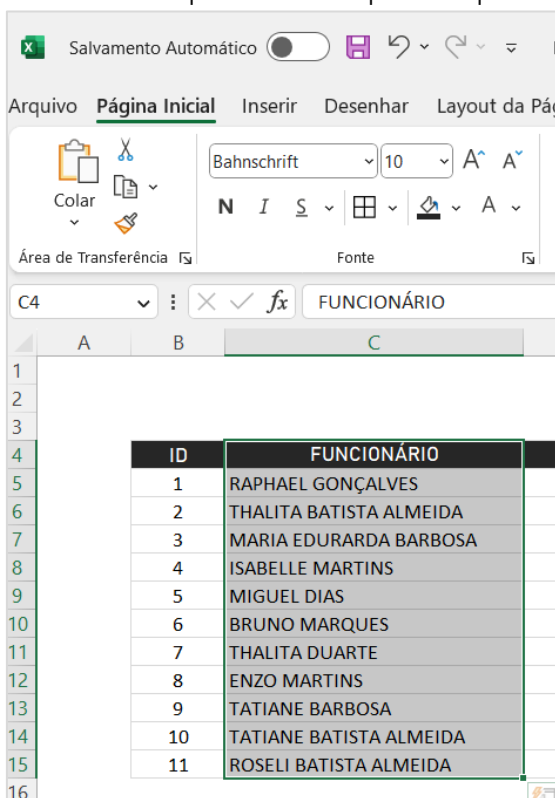 Salvamento Automático
Arquivo Página Inicial Inserir Desenhar Layout da
Colar
Bahnschrift 10 A A
N I S A
Área de Transferência Fonte
C4 fx FUNCIONÁRIO
A B C
1
2
3
4 ID FUNCIONÁRIO
5 1 RAPHAEL GONÇALVES
6 2 THALITA BATISTA ALMEIDA
7 3 MARIA EDURARDA BARBOSA
8 4 ISABELLE MARTINS
9 5 MIGUEL DIAS
10 6 BRUNO MARQUES
11 7 THALITA DUARTE
12 8 ENZO MARTINS
13 9 TATIANE BARBOSA
14 10 TATIANE BATISTA ALMEIDA
15 11 ROSELI BATISTA ALMEIDA
16